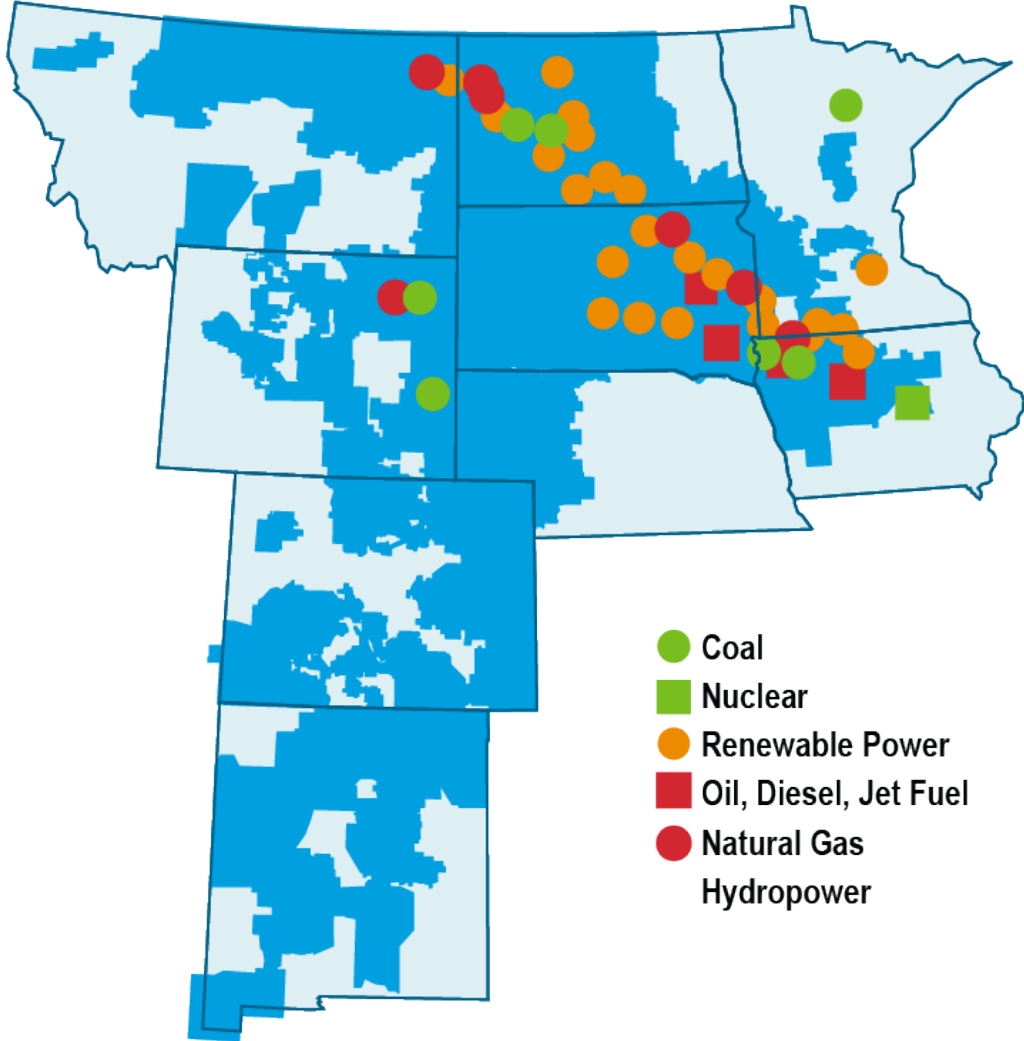 Coal
Nuclear
Renewable Power
Oil, Diesel, Jet Fuel
Natural Gas
Hydropower